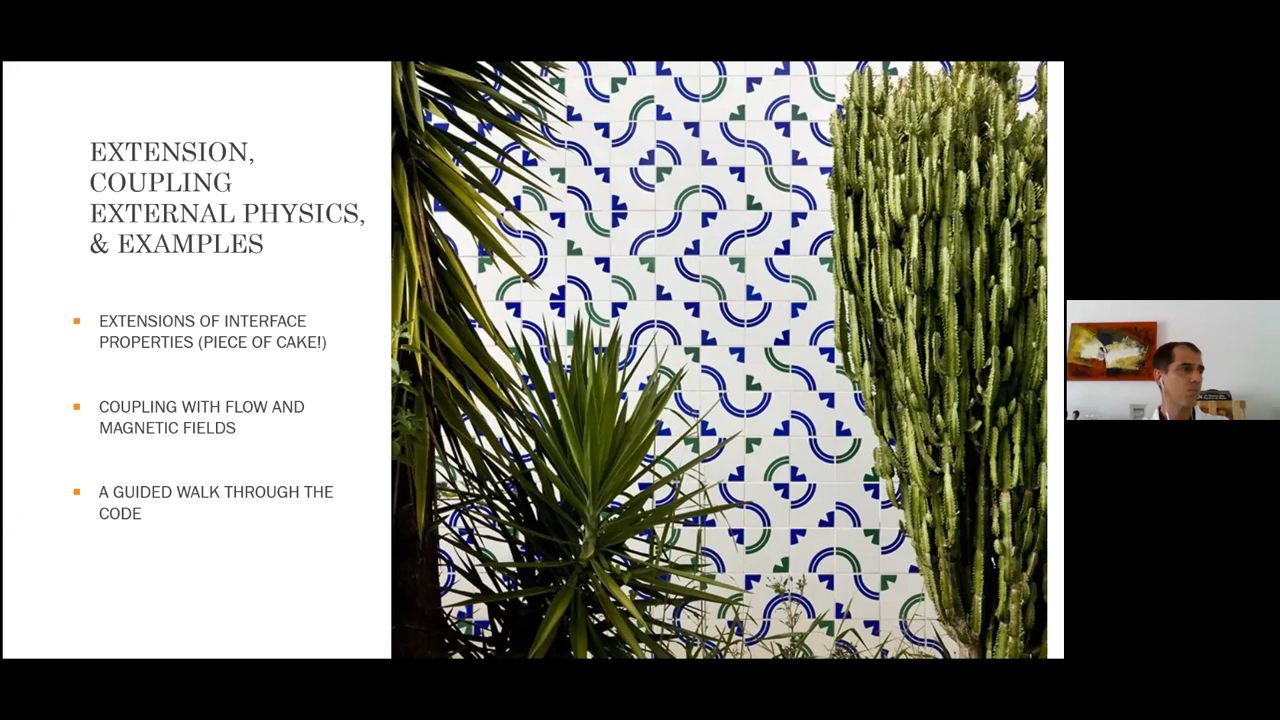 EXTENSION,
COUPLING
EXTERNAL PHYSICS,
& EXAMPLES
EXTENSIONS OF INTERFACE
PROPERTIES (PIECE OF CAKE!)
COUPLING WITH FLOW AND
MAGNETIC FIELDS
A GUIDED WALK THROUGH THE
CODE